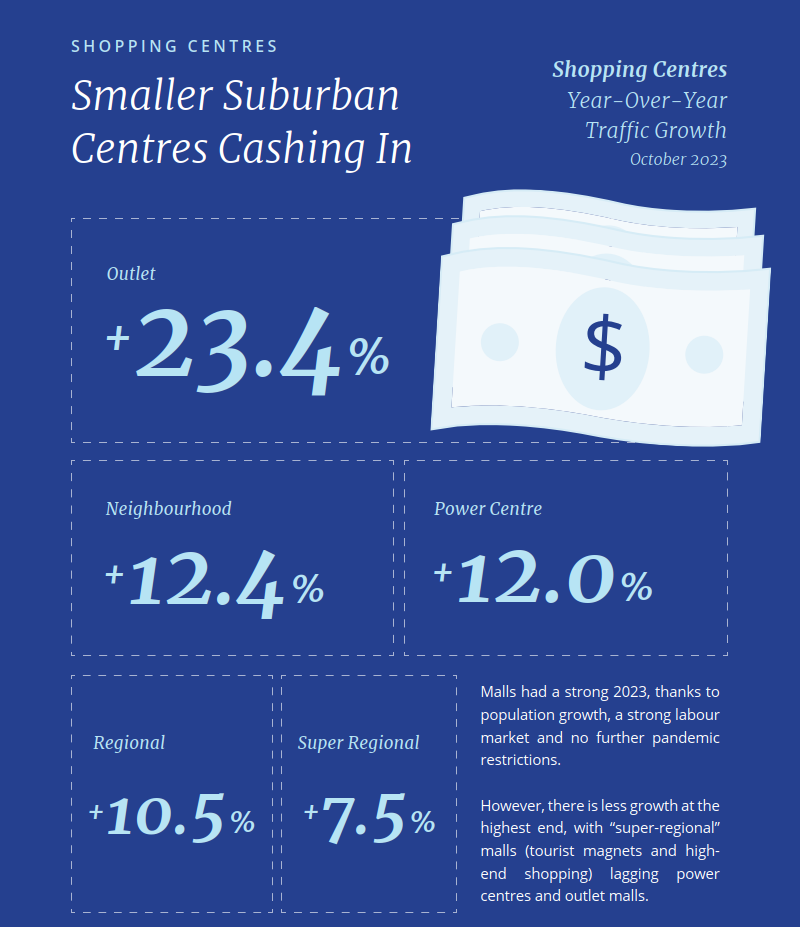 SHOPPING CENTRES
Smaller Suburban
Centres Cashing In
Shopping Centres
Year-Over-Year
Traffic Growth
October 2023
Outlet
+23.4%
$
Neighbourhood
+12.4%
Power Centre
+12.0%
Regional
+10.5%
Super Regional
+7.5%
Malls had a strong 2023, thanks to
population growth, a strong labour
market and no further pandemic
restrictions.
However, there is less growth at the
highest end, with “super-regional”
malls (tourist magnets and high-
end shopping) lagging power
centres and outlet malls.